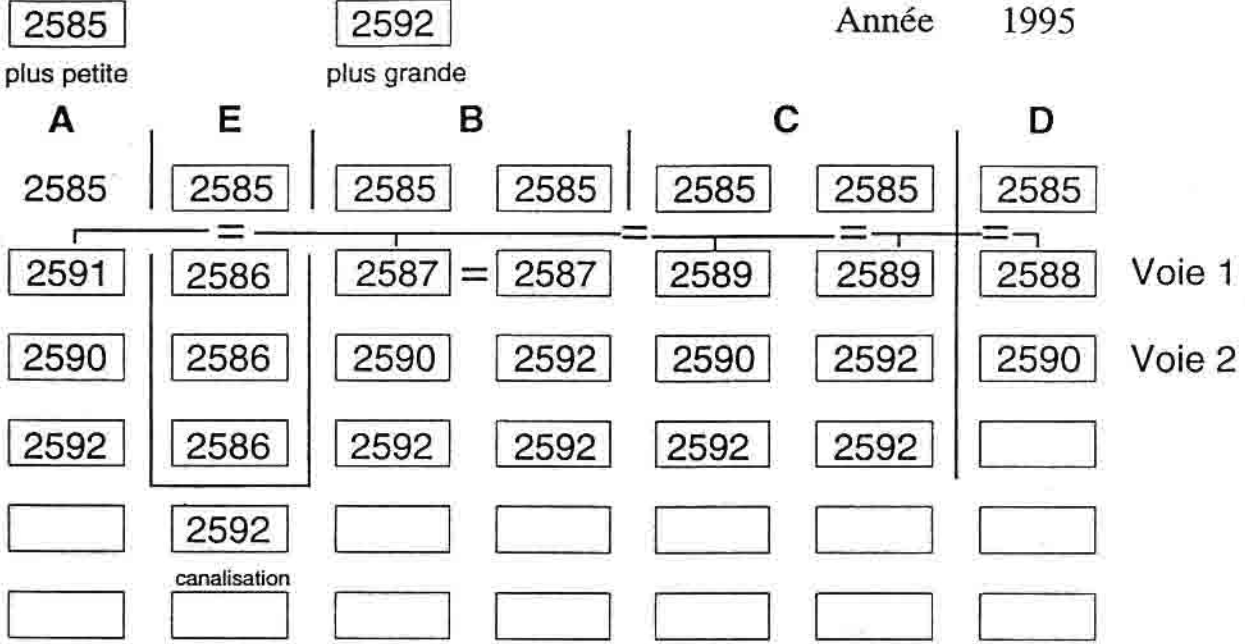 2585 2592 Année 1995
plus petite plus grande
A E B C D
2585 2585 2585 2585 2585 2585 2585
= = = =
2591 2586 2587 = 2587 2589 2589 2588 Voie 1
2590 2586 2590 2592 2590 2592 2590 Voie 2
2592 2586 2592 2592 2592 2592
2592
canalisation